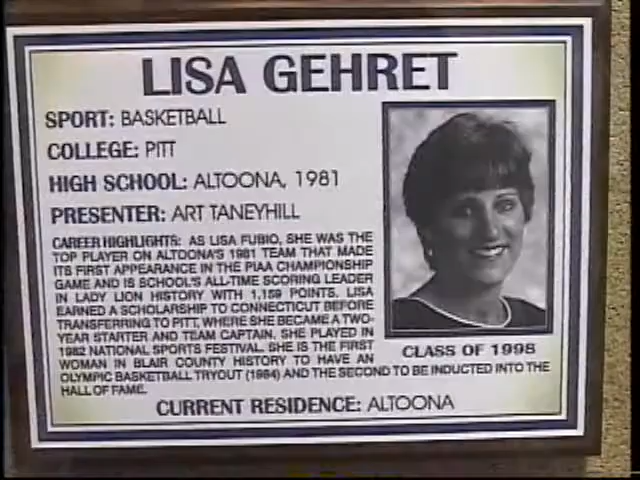 LISA GEHRET
SPORT: BASKETBALL
COLLEGE: PITT
HIGH SCHOOL: ALTOONA, 1981
PRESENTER: ART TANEYHILL
CAREER HIGHLIGHTS: AS LISA FUBIO, SHE WAS THE
TOP PLAYER ON ALTOONA'S 1981 TEAM THAT MADE
ITS FIRST APPEARANCE IN THE PIAA CHAMPIONSHIP
GAME AND IS SCHOOL'S ALL-TIME SCORING LEADER
IN LADY LION HISTORY WITH 1,159 POINTS. LISA
EARNED A SCHOLARSHIP TO CONNECTICUT BEFORE
TRANSFERRING TO PITT, WHERE SHE BECAME A TWO-
YEAR STARTER AND TEAM CAPTAIN. SHE PLAYED IN
1982 NATIONAL SPORTS FESTIVAL. SHE IS THE FIRST
WOMAN IN BLAIR COUNTY HISTORY TO HAVE AN
OLYMPIC BASKETBALL TRYOUT (1984) AND THE SECOND TO BE INDUCTED INTO THE
HALL OF FAME.
CLASS OF 1998
CURRENT RESIDENCE: ALTOONA